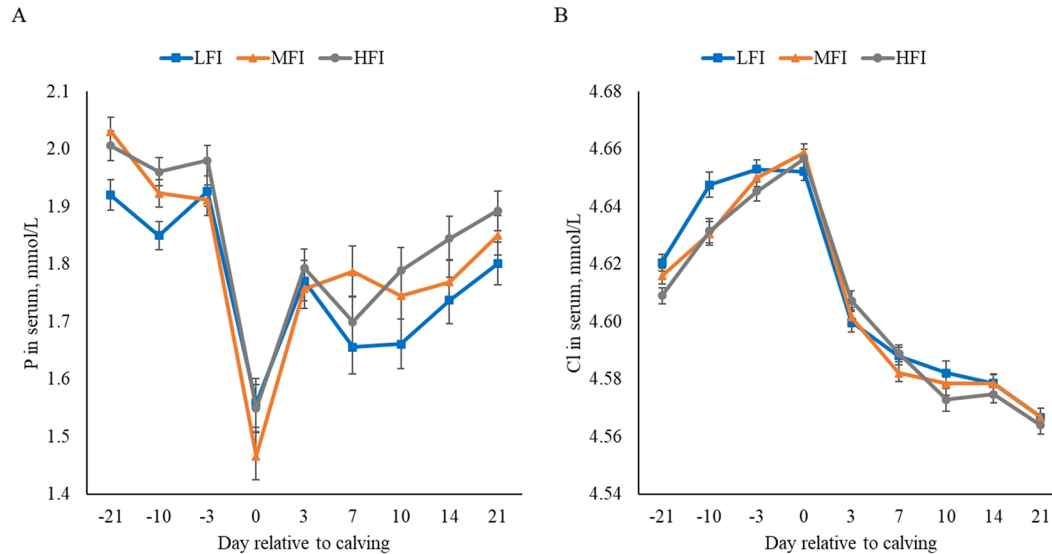 A
LFI MFI HFI
2.1
2.0
1.9
1.8
1.7
1.6
1.5
1.4
P in serum, mmol/L
-21 -10 -3 0 3 7 10 14 21
Day relative to calving
B
LFI MFI HFI
4.68
4.66
4.64
4.62
4.60
4.58
4.56
4.54
Cl in serum, mmol/L
-21 -10 -3 0 3 7 10 14 21
Day relative to calving